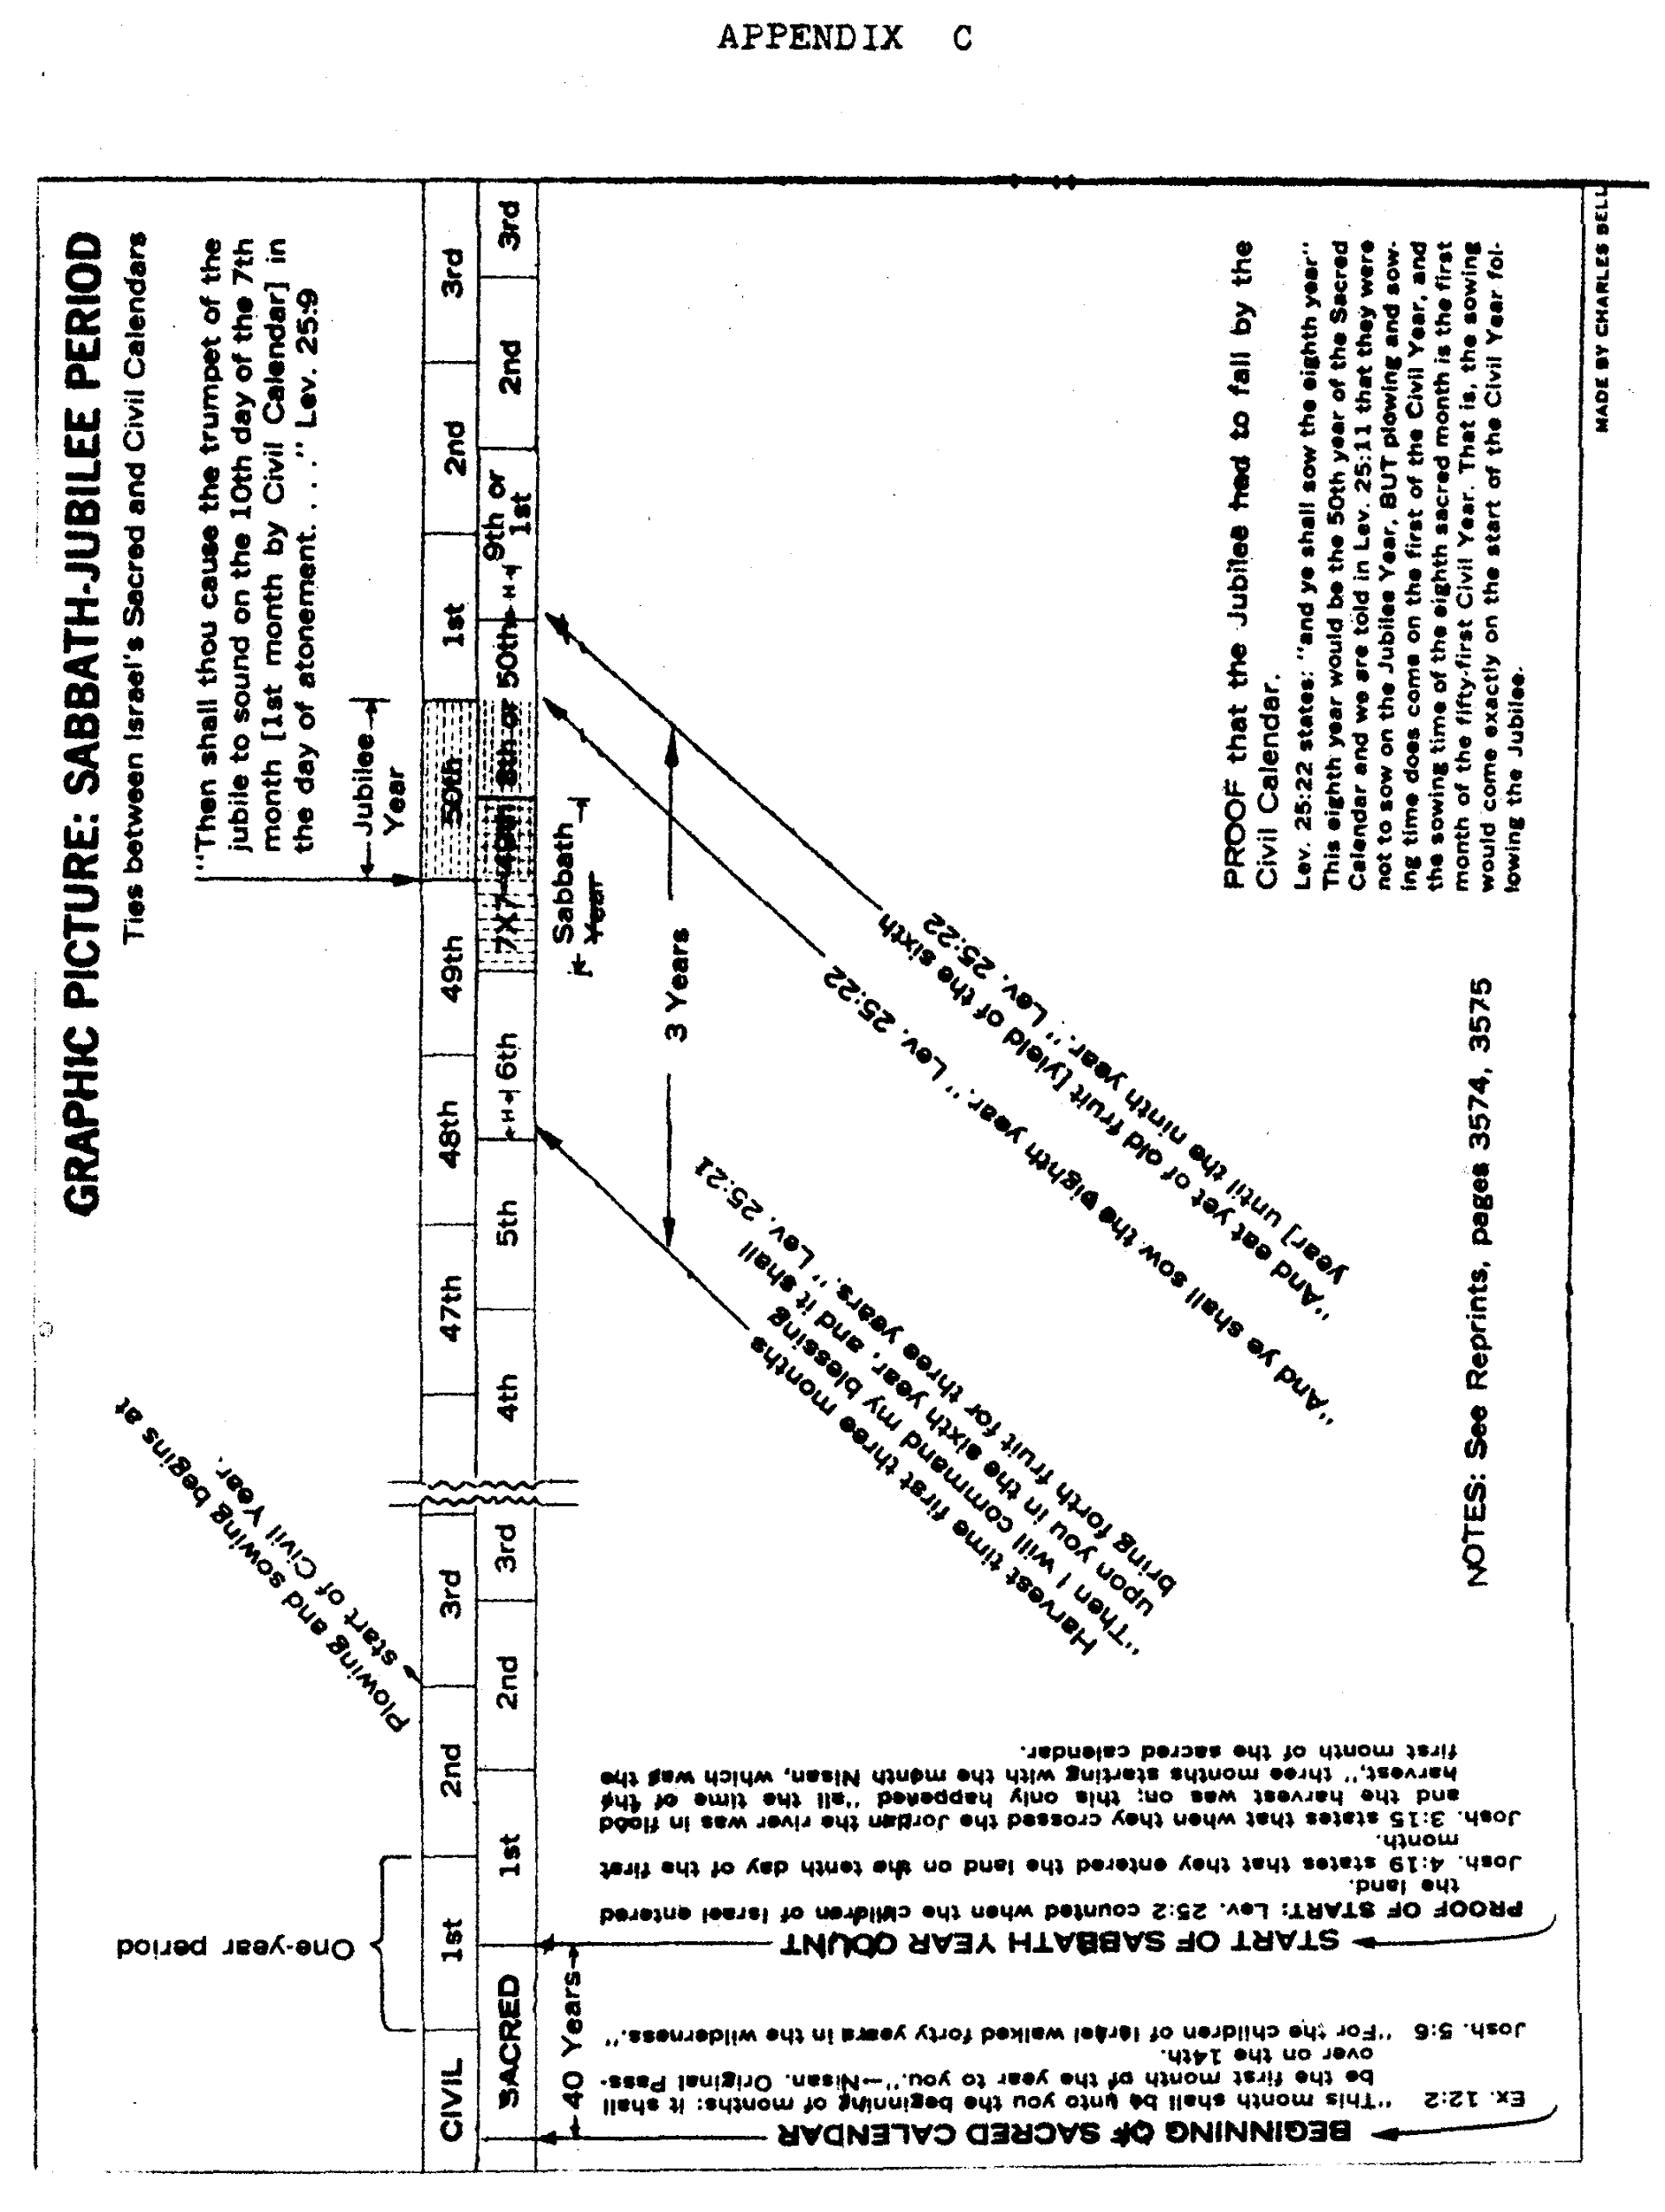 APPENDIX C
GRAPHIC PICTURE: SABBATH-JUBILEE PERIOD
Ties between Israel's Sacred and Civil Calendars
"Then shall thou cause the trumpet of the
jubile to sound on the 10th day of the 7th
month [1st month by Civil Calendar] in
the day of atonement. . . ." Lev. 25:9
Jubilee
Year
One-year period
Plowing and sowing begins at
start of Civil Year.
CIVIL 1st 2nd 3rd 47th 48th 49th 50th 1st 2nd 3rd
SACRED 1st 2nd 3rd 4th 5th H 6th 7X7 49th 8th or 50th H 9th or
1st
2nd 3rd
40 Years
Sabbath
Year
3 Years
Harvest time first three months
"Then I will command my blessing
upon you in the sixth year, and it shall
bring forth fruit for three years." Lev. 25:21
"And ye shall sow the eighth year." Lev. 25:22
"And eat yet of old fruit [yield of the sixth
year] until the ninth year." Lev. 25:22
BEGINNING OF SACRED CALENDAR
Ex. 12:2 "This month shall be unto you the beginning of months: it shall
be the first month of the year to you."—Nisan. Original Pass-
over on the 14th.
Josh. 5:6 "For the children of Israel walked forty years in the wilderness."
START OF SABBATH YEAR COUNT
PROOF OF START: Lev. 25:2 counted when the children of Israel entered
the land.
Josh. 4:19 states that they entered the land on the tenth day of the first
month.
Josh. 3:15 states that when they crossed the Jordan the river was in flood
and the harvest was on; this only happened "all the time of the
harvest," three months starting with the month Nisan, which was the
first month of the sacred calendar.
PROOF that the Jubilee had to fall by the
Civil Calendar.
Lev. 25:22 states: "and ye shall sow the eighth year"
This eighth year would be the 50th year of the Sacred
Calendar and we are told in Lev. 25:11 that they were
not to sow on the Jubilee Year, BUT plowing and sow-
ing time does come on the first of the Civil Year, and
the sowing time of the eighth sacred month is the first
month of the fifty-first Civil Year. That is, the sowing
would come exactly on the start of the Civil Year fol-
lowing the Jubilee.
NOTES: See Reprints, pages 3574, 3575
MADE BY CHARLES SELL